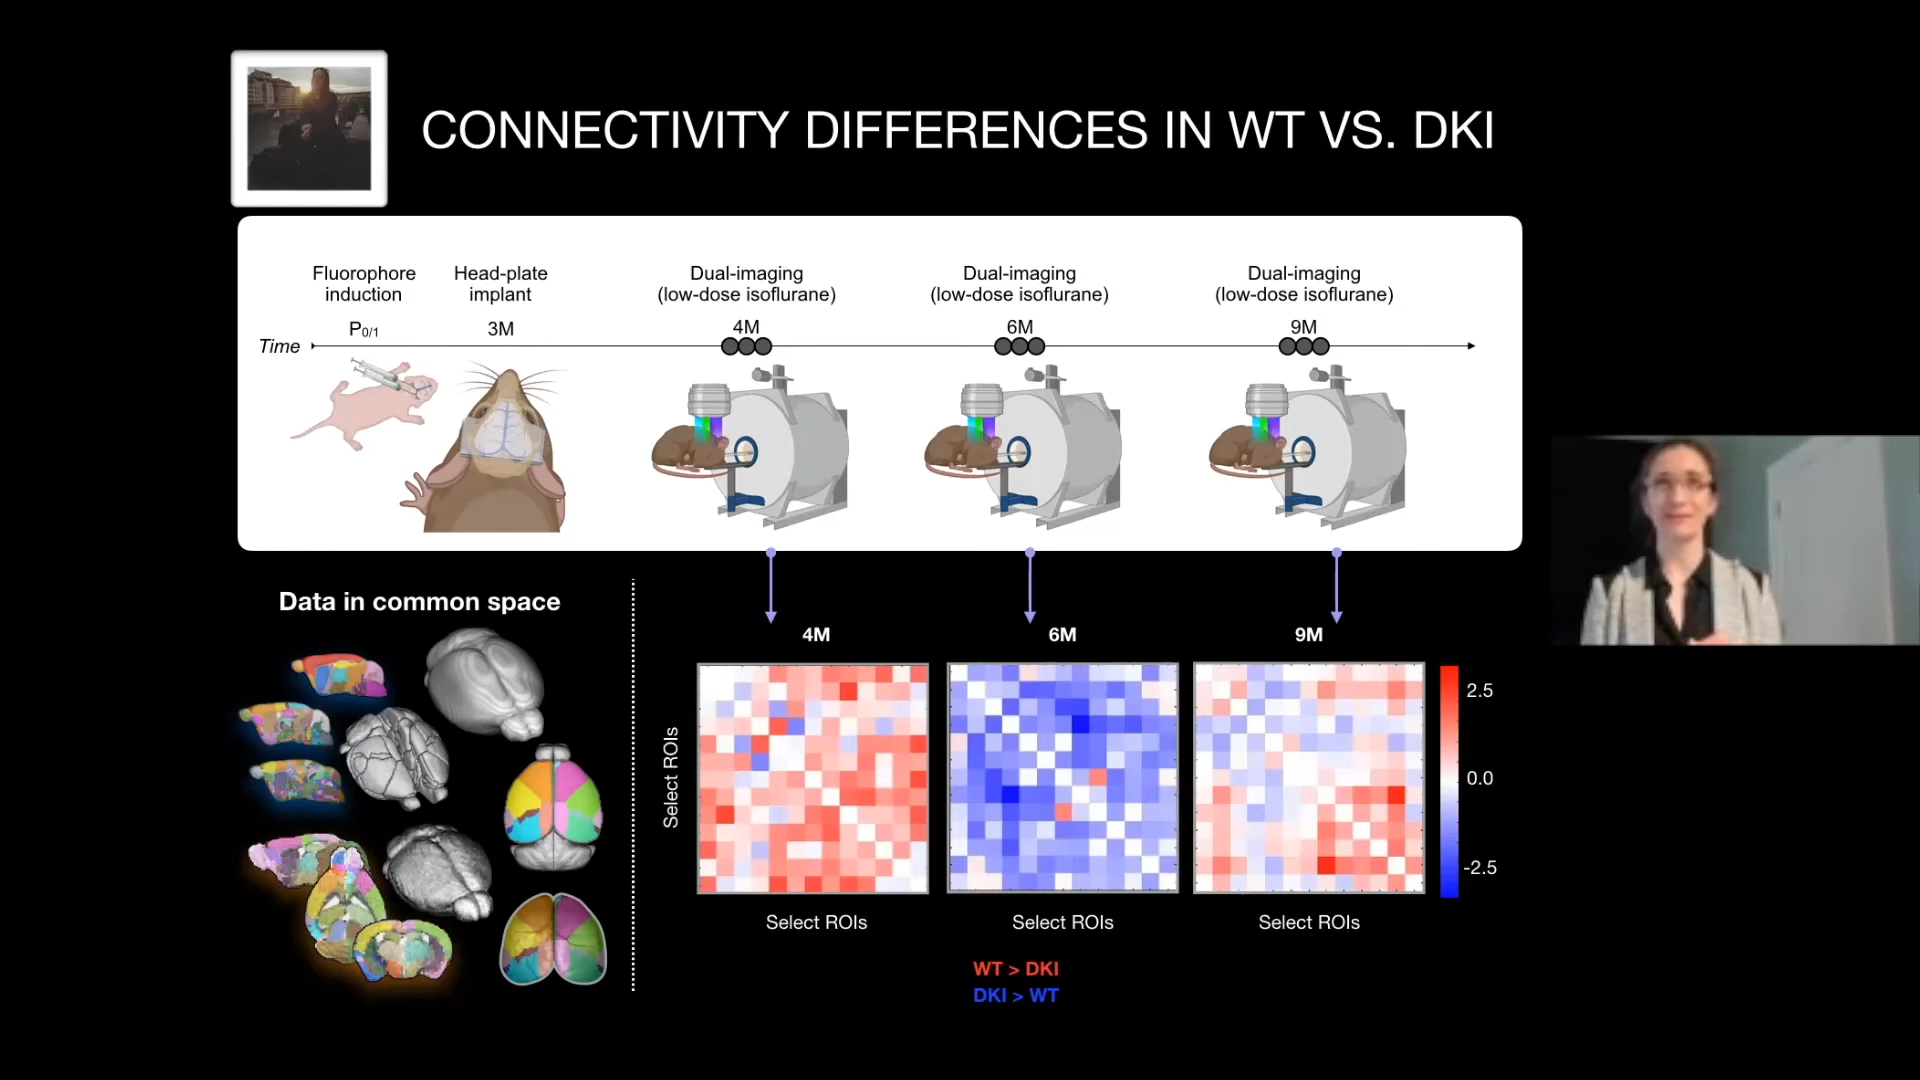 CONNECTIVITY DIFFERENCES IN WT VS. DKI
Fluorophore
induction
Head-plate
implant
Dual-imaging
(low-dose isoflurane)
Dual-imaging
(low-dose isoflurane)
Dual-imaging
(low-dose isoflurane)
P0/1
3M
4M
6M
9M
Time
Data in common space
4M
6M
9M
Select ROIs
2.5
0.0
-2.5
Select ROIs
Select ROIs
Select ROIs
WT > DKI
DKI > WT